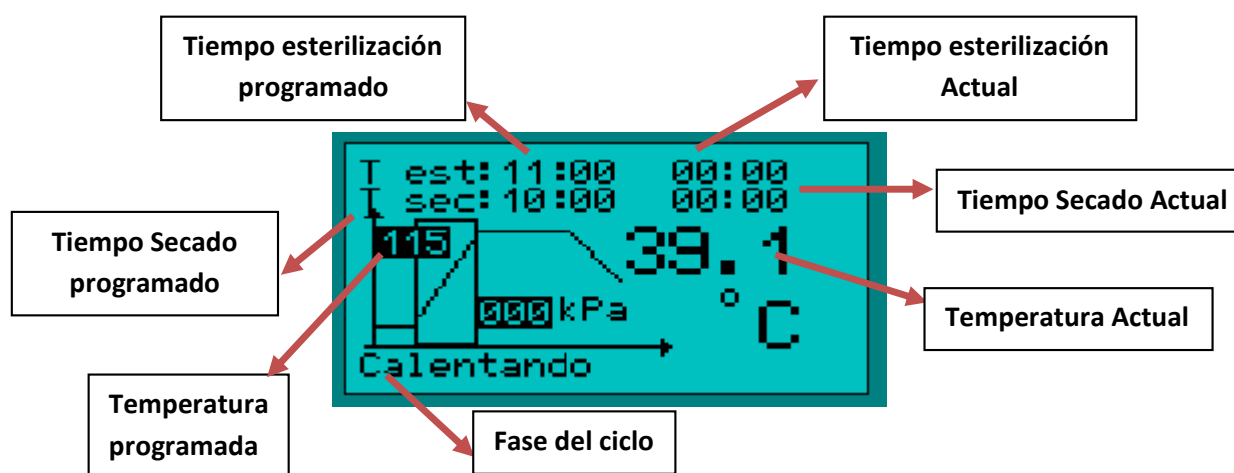 Tiempo esterilización
programado
Tiempo esterilización
Actual
T est:11:00 00:00
T sec:10:00 00:00
Tiempo Secado Actual
Tiempo Secado
programado
115
39.1
°C
000 kPa
Temperatura Actual
Calentando
Temperatura
programada
Fase del ciclo